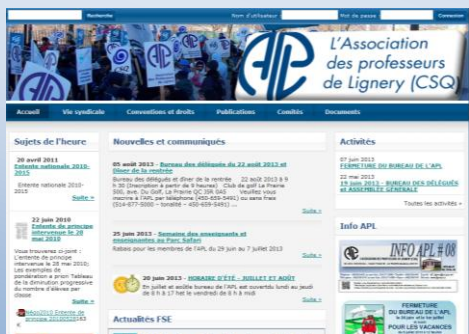 Recherche
Nom d'utilisateur
Mot de passe
Connexion
APL
L'Association
des professeurs
de Lignery (CSQ)
Accueil
Vie syndicale
Conventions et droits
Publications
Comités
Documents
Sujets de l'heure
20 avril 2011
Entente nationale 2010-
2015
Entente nationale 2010-
2015
Suite »
22 juin 2010
Entente de principe
intervenue le 28
mai 2010
Vous trouverez ci-joint :
L'entente de principe
intervenue le 28 mai 2010;
Les exemples de
pondération a priori Tableau
de la diminution progressive
du nombre d'élèves par
classe
Suite »
Nouvelles et communiqués
05 août 2013 - Bureau des délégués du 22 août 2013 et
Dîner de la rentrée
Bureau des délégués et dîner de la rentrée 22 août 2013 à 9
h 30 (Inscription à partir de 9 heures) Club de golf La Prairie
500, ave. Du Golf, La Prairie QC Veuillez vous
inscrire à l'APL par téléphone (450-659-5491) ou sans frais
(514-877-5000 - tonalité - 450-659-5491) ...
Suite »
25 juin 2013 - Semaine des enseignants et
enseignantes au Parc Safari
Rabais pour les membres de l'APL du 29 juin au 7 juillet 2013
Suite »
20 juin 2013 - HORAIRE D'ÉTÉ - JUILLET ET AOÛT
En juillet et août le bureau de l'APL est ouvert du lundi au jeudi
de 8 h à 17 h et le vendredi de 8 h à midi
Suite »
Actualités FSE
Activités
07 juin 2013
FERMETURE DU BUREAU DE L'APL
22 mai 2013
19 juin 2013 - BUREAU DES DÉLÉGUÉS
et ASSEMBLÉE GÉNÉRALE
Toutes les activités »
Info APL
INFO APL # 08
FERMETURE
DU BUREAU DE L'APL
POUR LES VACANCES